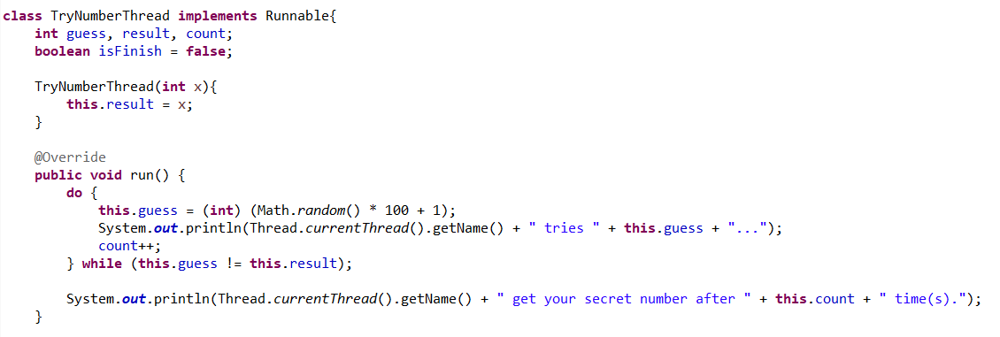 class TryNumberThread implements Runnable{
    int guess, result, count;
    boolean isFinish = false;

    TryNumberThread(int x){
        this.result = x;
    }

    @Override
    public void run() {
        do {
            this.guess = (int) (Math.random() * 100 + 1);
            System.out.println(Thread.currentThread().getName() + " tries " + this.guess + "...");
            count++;
        } while (this.guess != this.result);

        System.out.println(Thread.currentThread().getName() + " get your secret number after " + this.count + " time(s).");
    }